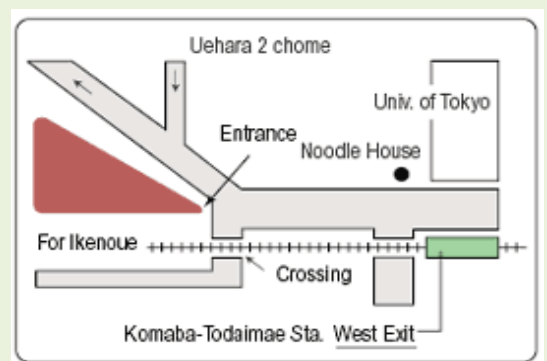 Uehara 2 chome
Univ. of Tokyo
Entrance
Noodle House
For Ikenoue
Crossing
Komaba-Todaimae Sta. West Exit